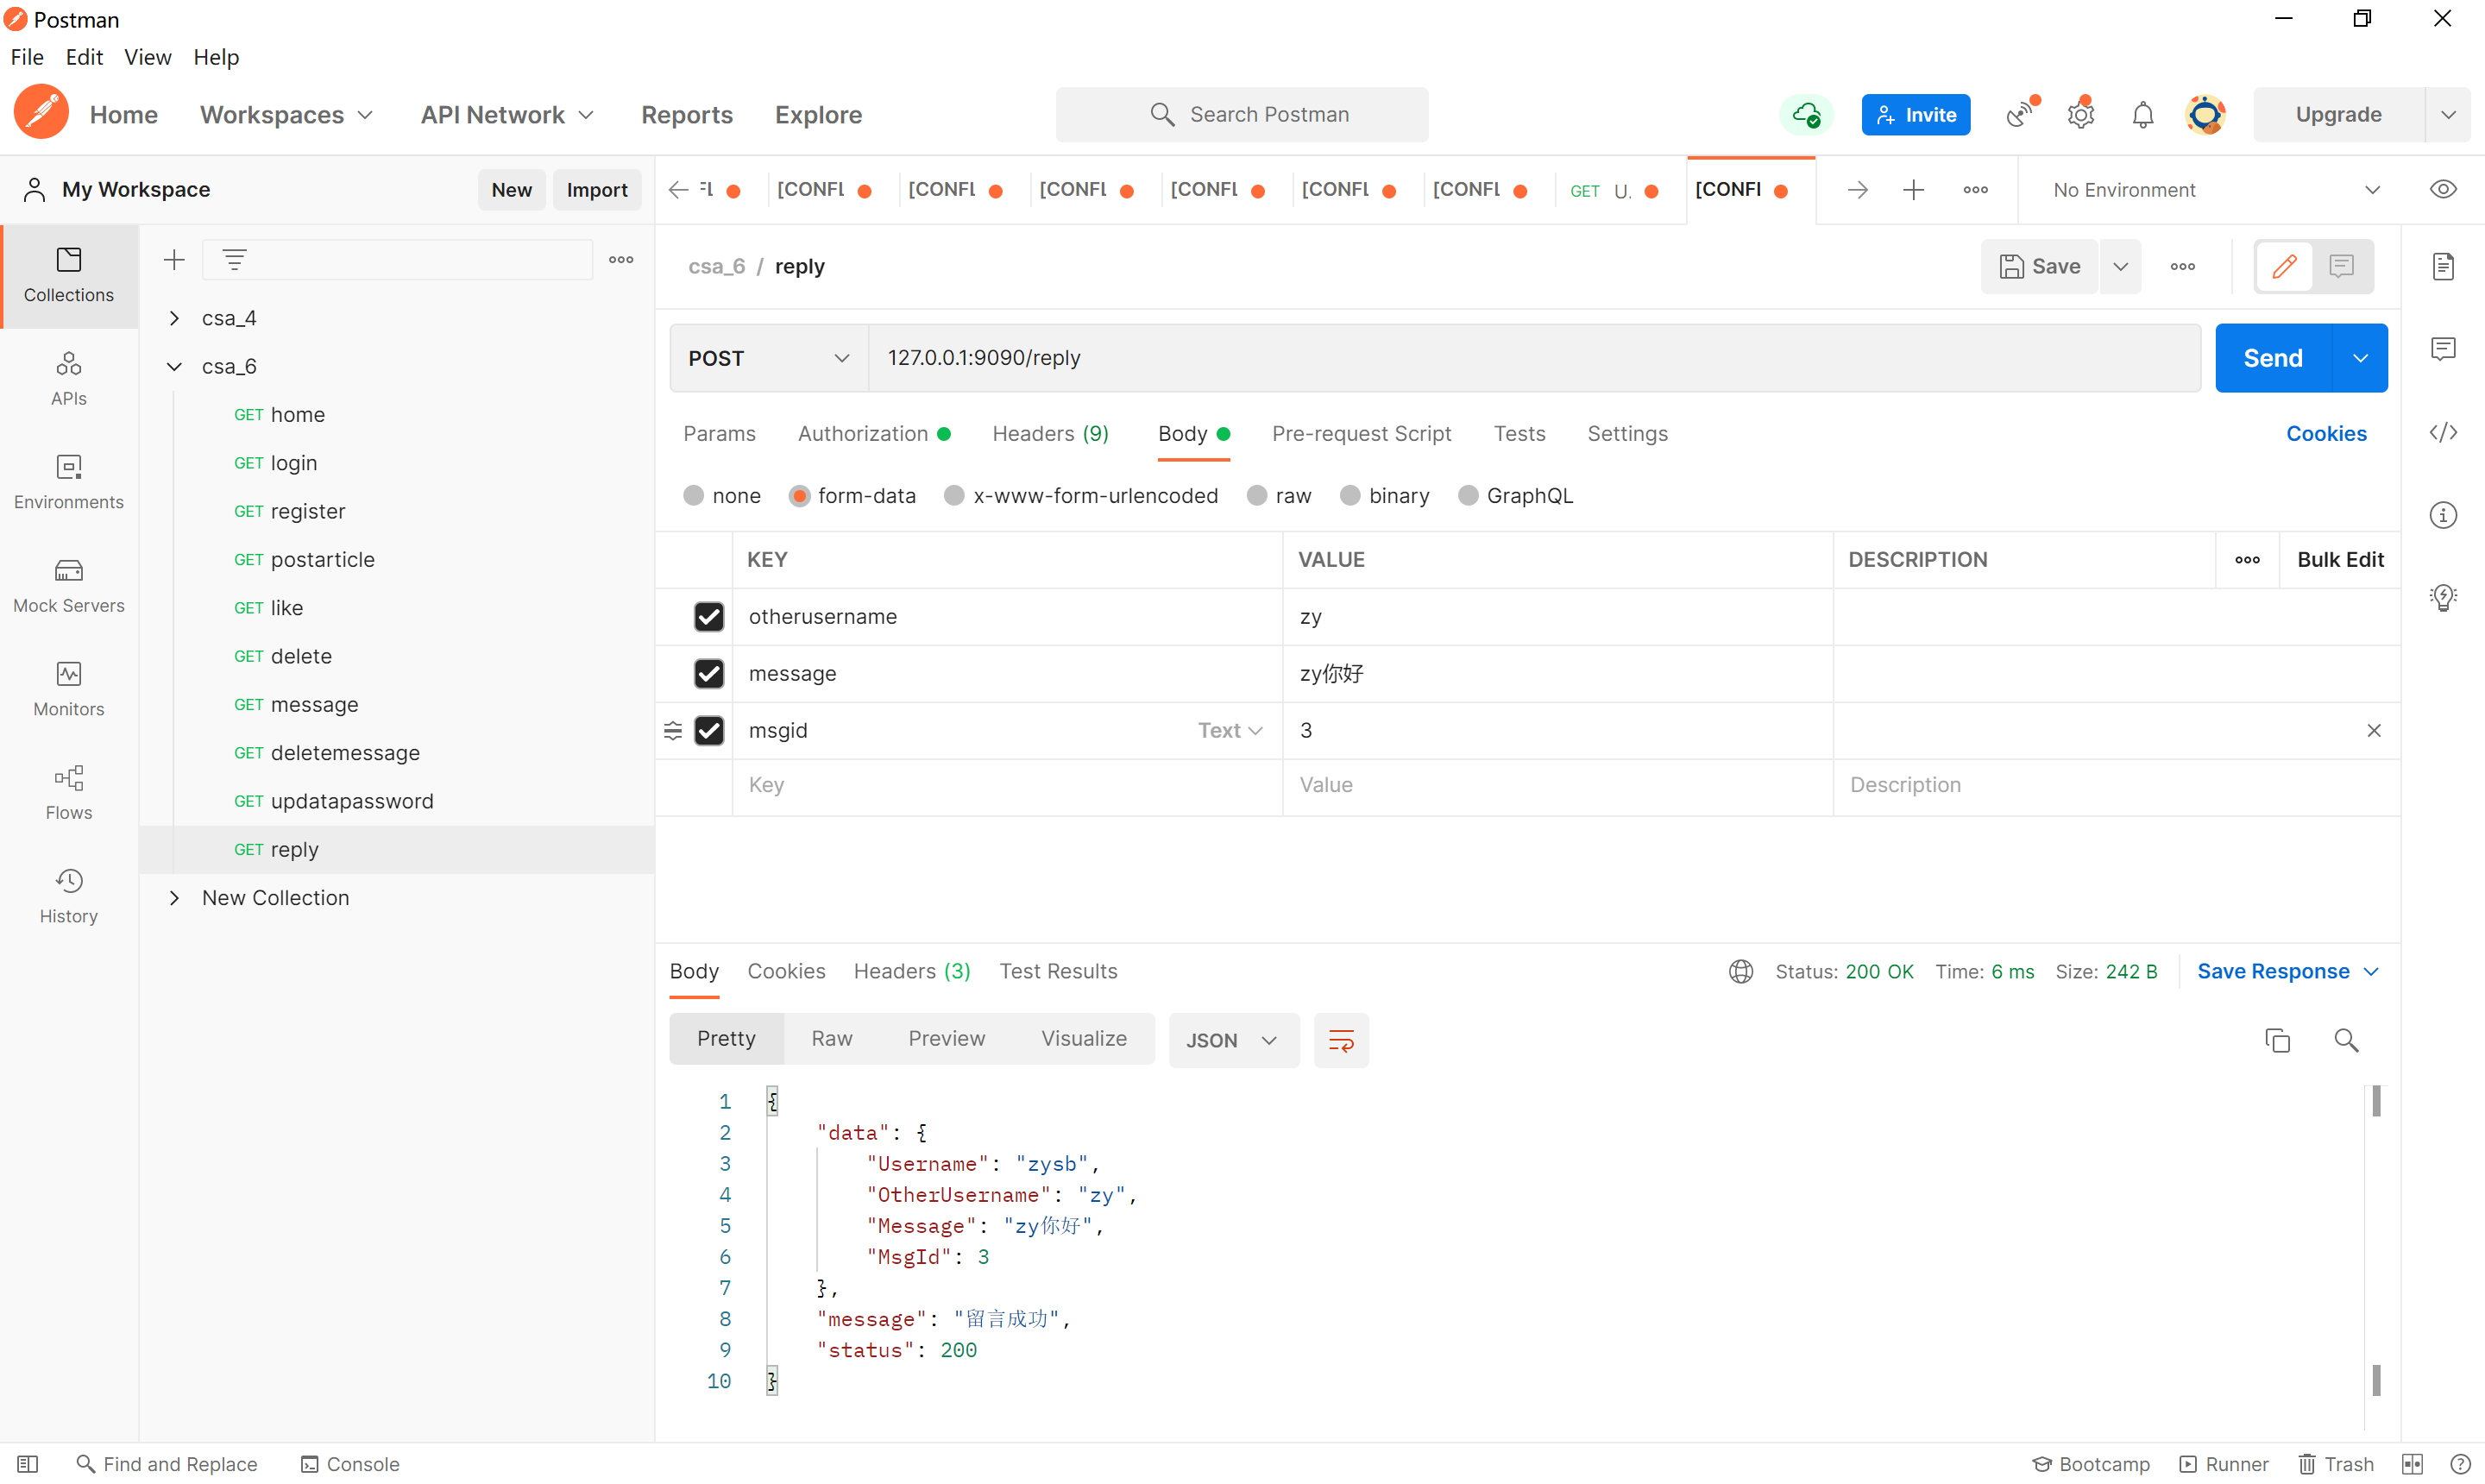 Postman
File Edit View Help
Home Workspaces API Network Reports Explore Search Postman Invite Upgrade
My Workspace New Import
[CONFL [CONFL [CONFL [CONFL [CONFL [CONFL GET U. [CONFI No Environment
Collections
APIs
Environments
Mock Servers
Monitors
Flows
History
csa_4
csa_6
GET home
GET login
GET register
GET postarticle
GET like
GET delete
GET message
GET deletemessage
GET updatapassword
GET reply
New Collection
csa_6 / reply Save
POST 127.0.0.1:9090/reply Send
Params Authorization Headers (9) Body Pre-request Script Tests Settings Cookies
none form-data x-www-form-urlencoded raw binary GraphQL
KEY VALUE DESCRIPTION Bulk Edit
otherusername zy
message zy你好
msgid Text 3
Key Value Description
Body Cookies Headers (3) Test Results Status: 200 OK Time: 6 ms Size: 242 B Save Response
Pretty Raw Preview Visualize JSON
1 {
2 "data": {
3 "Username": "zysb",
4 "OtherUsername": "zy",
5 "Message": "zy你好",
6 "MsgId": 3
7 },
8 "message": "留言成功",
9 "status": 200
10 }
Find and Replace Console Bootcamp Runner Trash